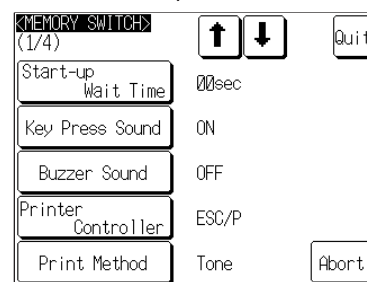 <MEMORY SWITCH>
(1/4)
↑ ↓ Quit
Start-up
Wait Time 00sec
Key Press Sound ON
Buzzer Sound OFF
Printer
Controller ESC/P
Print Method Tone Abort